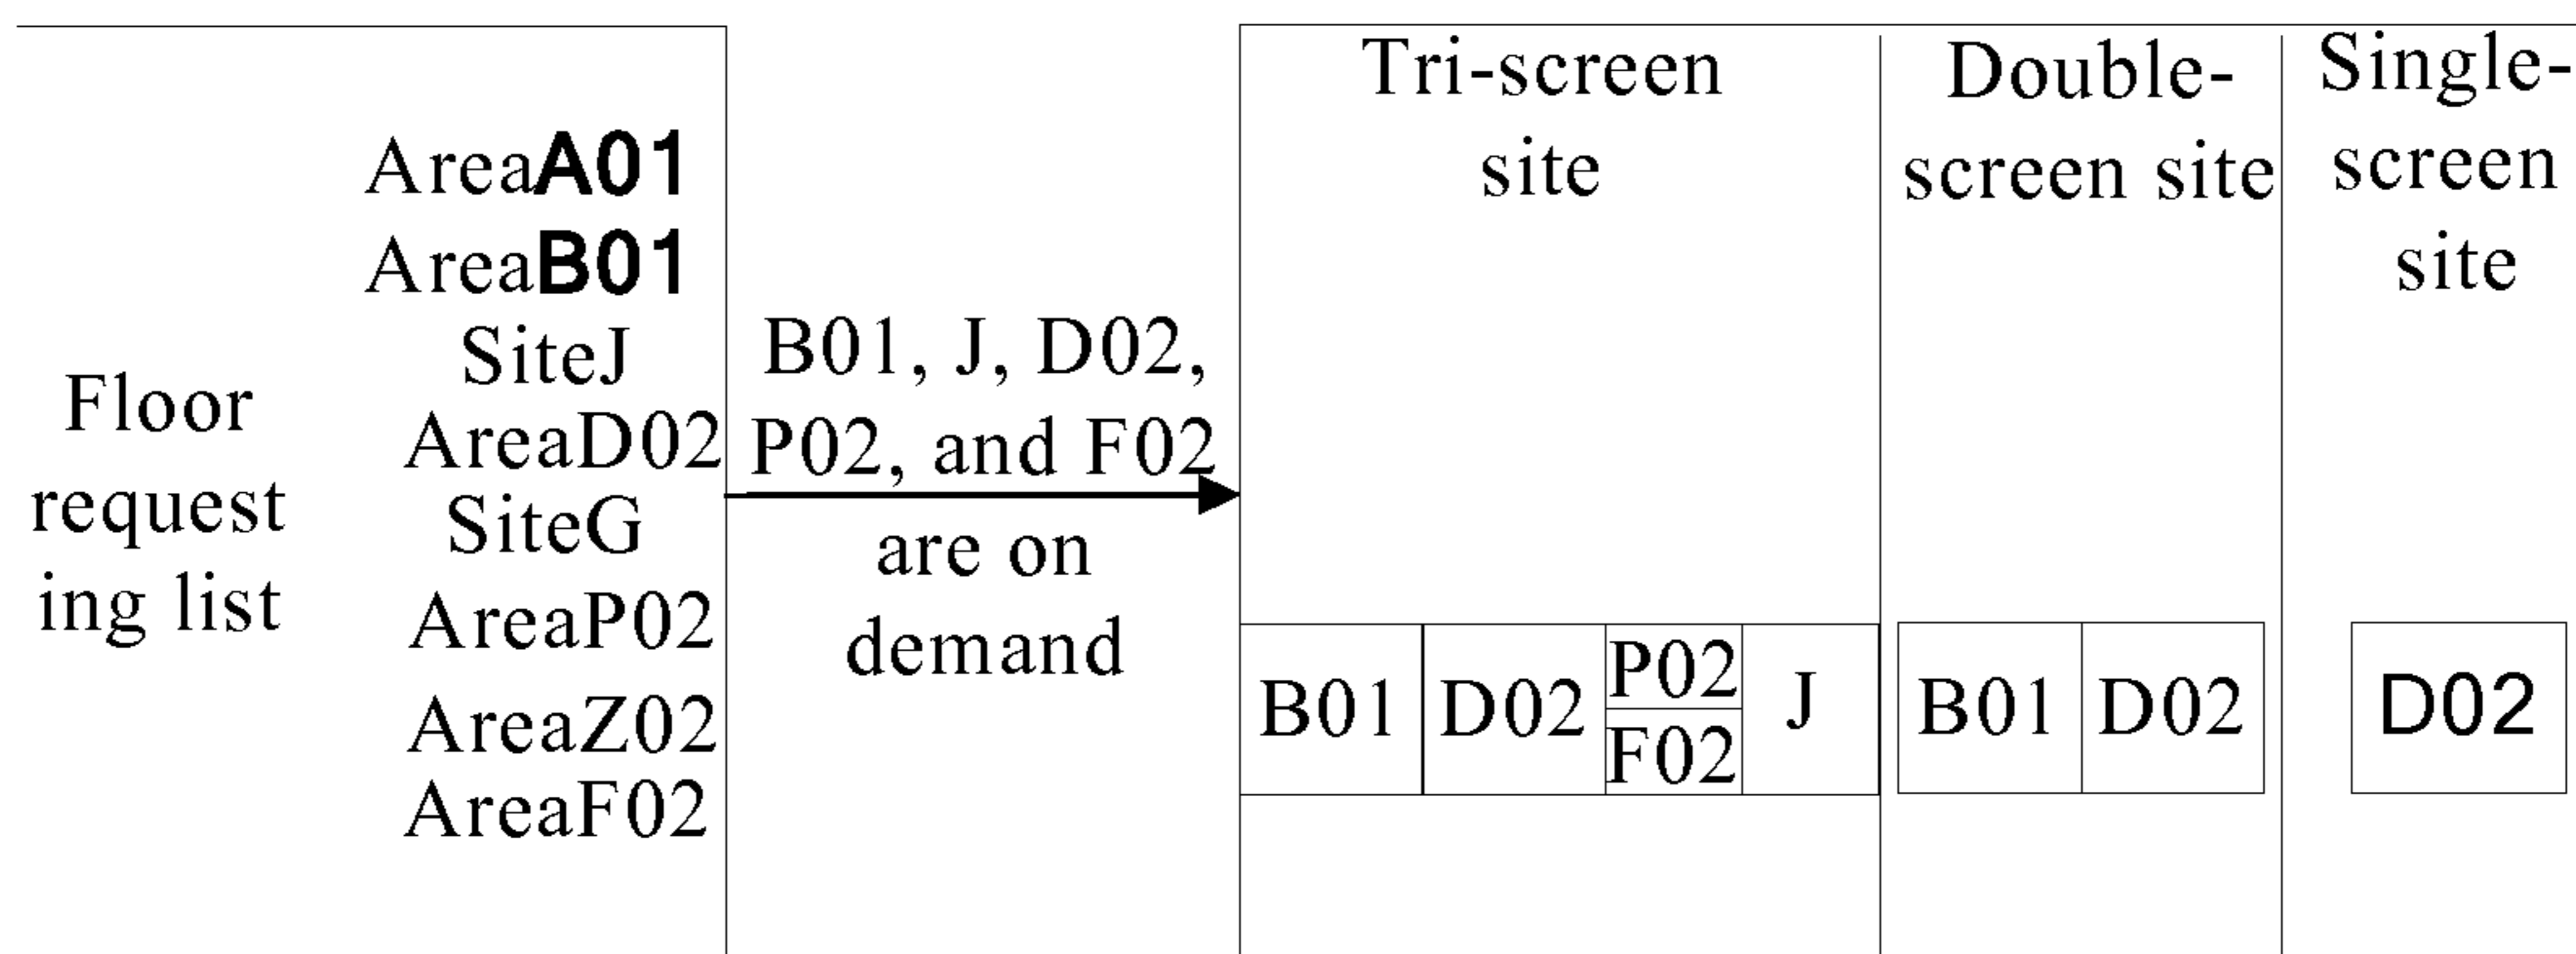 Floor
request
ing list
AreaA01
AreaB01
SiteJ
AreaD02
SiteG
AreaP02
AreaZ02
AreaF02
B01, J, D02,
P02, and F02
are on
demand
Tri-screen
site
B01 D02 P02 F02 J
Double-
screen site
B01 D02
Single-
screen
site
D02